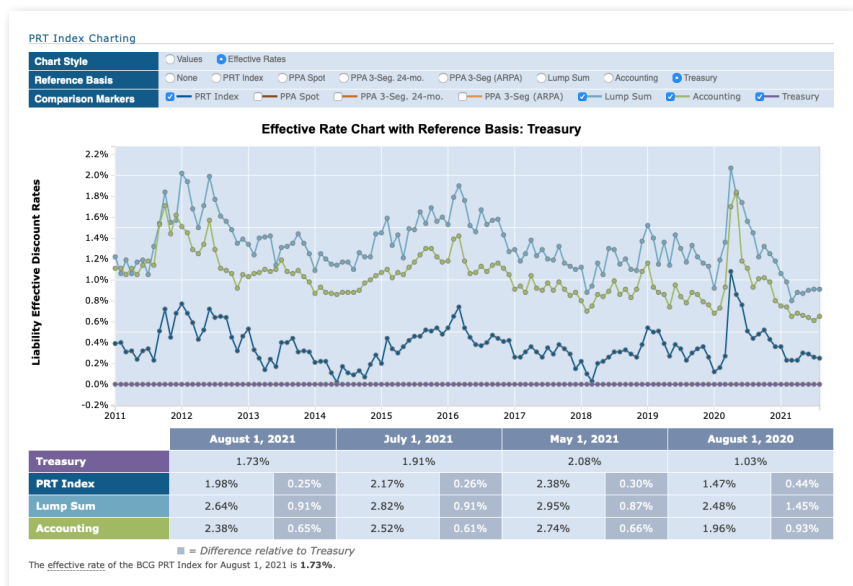 PRT Index Charting
Chart Style Values Effective Rates
Reference Basis None PRT Index PPA Spot PPA 3-Seg. 24-mo. PPA 3-Seg (ARPA) Lump Sum Accounting Treasury
Comparison Markers PRT Index PPA Spot PPA 3-Seg. 24-mo. PPA 3-Seg (ARPA) Lump Sum Accounting Treasury
Effective Rate Chart with Reference Basis: Treasury
Liability Effective Discount Rates
2.2%
2.0%
1.8%
1.6%
1.4%
1.2%
1.0%
0.8%
0.6%
0.4%
0.2%
0.0%
-0.2%
2011 2012 2013 2014 2015 2016 2017 2018 2019 2020 2021
August 1, 2021 July 1, 2021 May 1, 2021 August 1, 2020
Treasury 1.73% 1.91% 2.08% 1.03%
PRT Index 1.98% 0.25% 2.17% 0.26% 2.38% 0.30% 1.47% 0.44%
Lump Sum 2.64% 0.91% 2.82% 0.91% 2.95% 0.87% 2.48% 1.45%
Accounting 2.38% 0.65% 2.52% 0.61% 2.74% 0.66% 1.96% 0.93%
= Difference relative to Treasury
The effective rate of the BCG PRT Index for August 1, 2021 is 1.73%.